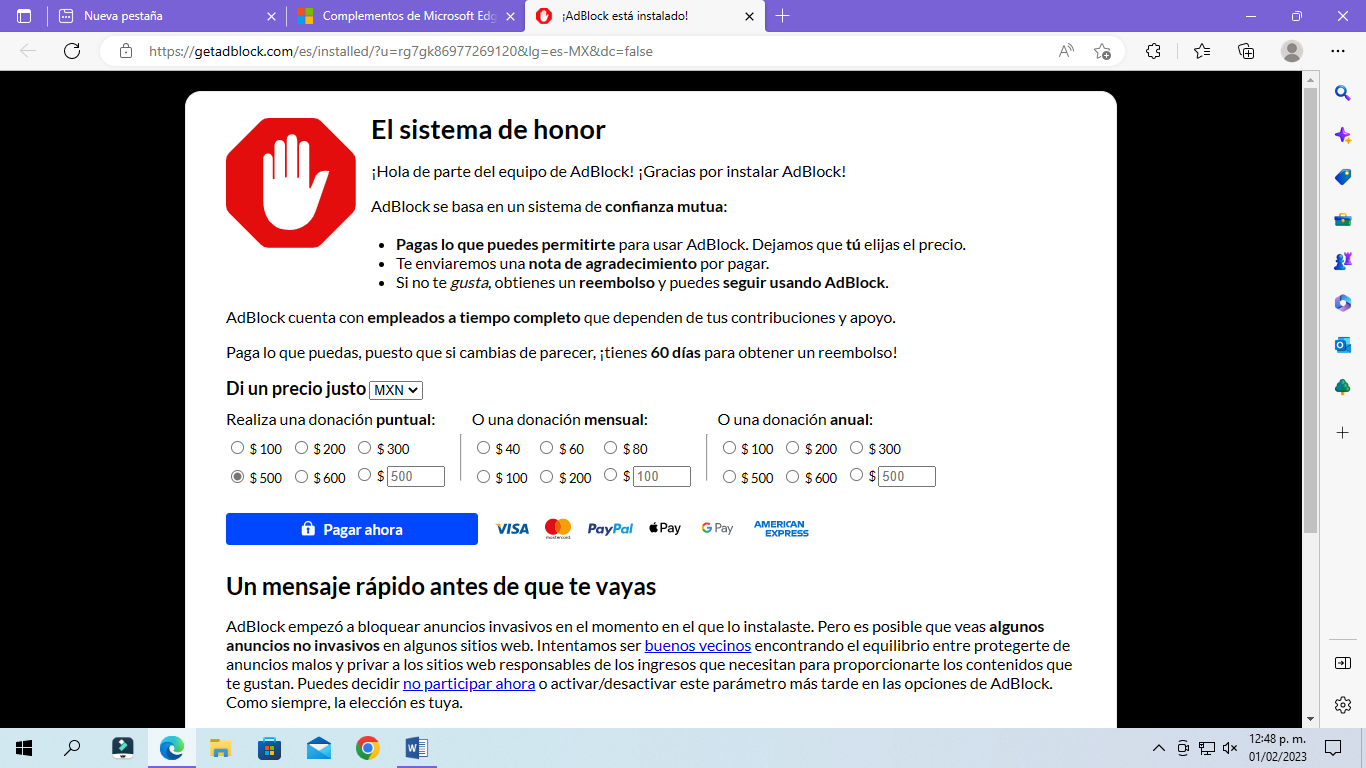 Nueva pestaña
Complementos de Microsoft Edg
¡AdBlock está instalado!
https://getadblock.com/es/installed/?u=rg7gk86977269120&lg=es-MX&dc=false
El sistema de honor
¡Hola de parte del equipo de AdBlock! ¡Gracias por instalar AdBlock!
AdBlock se basa en un sistema de confianza mutua:
Pagas lo que puedes permitirte para usar AdBlock. Dejamos que tú elijas el precio.
Te enviaremos una nota de agradecimiento por pagar.
Si no te gusta, obtienes un reembolso y puedes seguir usando AdBlock.
AdBlock cuenta con empleados a tiempo completo que dependen de tus contribuciones y apoyo.
Paga lo que puedas, puesto que si cambias de parecer, ¡tienes 60 días para obtener un reembolso!
Di un precio justo MXN
Realiza una donación puntual:
$ 100 $ 200 $ 300
$ 500 $ 600 $ 500
O una donación mensual:
$ 40 $ 60 $ 80
$ 100 $ 200 $ 100
O una donación anual:
$ 100 $ 200 $ 300
$ 500 $ 600 $ 500
Pagar ahora VISA mastercard PayPal Pay G Pay AMERICAN EXPRESS
Un mensaje rápido antes de que te vayas
AdBlock empezó a bloquear anuncios invasivos en el momento en el que lo instalaste. Pero es posible que veas algunos
anuncios no invasivos en algunos sitios web. Intentamos ser buenos vecinos encontrando el equilibrio entre protegerte de
anuncios malos y privar a los sitios web responsables de los ingresos que necesitan para proporcionarte los contenidos que
te gustan. Puedes decidir no participar ahora o activar/desactivar este parámetro más tarde en las opciones de AdBlock.
Como siempre, la elección es tuya.
12:48 p. m.
01/02/2023